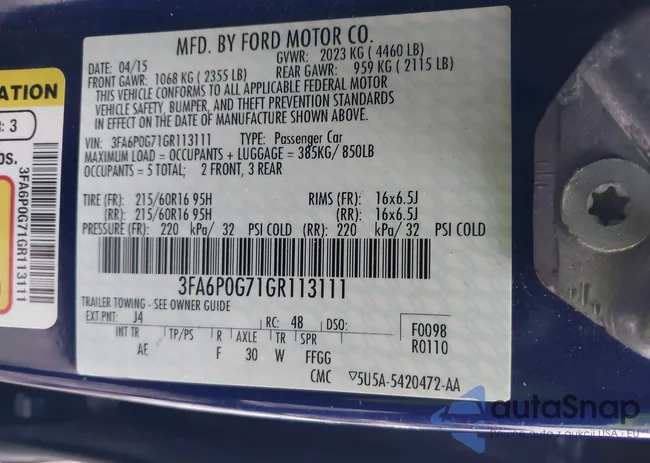 MFD. BY FORD MOTOR CO.
DATE: 04/15 GVWR: 2023 KG ( 4460 LB)
FRONT GAWR: 1068 KG ( 2355 LB) REAR GAWR: 959 KG ( 2115 LB)
THIS VEHICLE CONFORMS TO ALL APPLICABLE FEDERAL MOTOR
VEHICLE SAFETY, BUMPER, AND THEFT PREVENTION STANDARDS
IN EFFECT ON THE DATE OF MANUFACTURE SHOWN ABOVE.
VIN: 3FA6P0G71GR113111 TYPE: Passenger Car
MAXIMUM LOAD = OCCUPANTS + LUGGAGE = 385KG/ 850LB
OCCUPANTS = 5 TOTAL; 2 FRONT, 3 REAR
TIRE (FR): 215/60R16 95H RIMS (FR): 16x6.5J
(RR): 215/60R16 95H (RR): 16x6.5J
PRESSURE (FR): 220 kPa/ 32 PSI COLD (RR): 220 kPa/ 32 PSI COLD
3FA6P0G71GR113111
TRAILER TOWING - SEE OWNER GUIDE
EXT PNT: J4 RC: 48 DSO: F0098
INT TR TP/PS R AXLE TR SPR R0110
AE F 30 W FFGG
CMC ▽5U5A-5420472-AA
ATION
: 3
bs.
3FA6P0G71GR113111
autaSnap